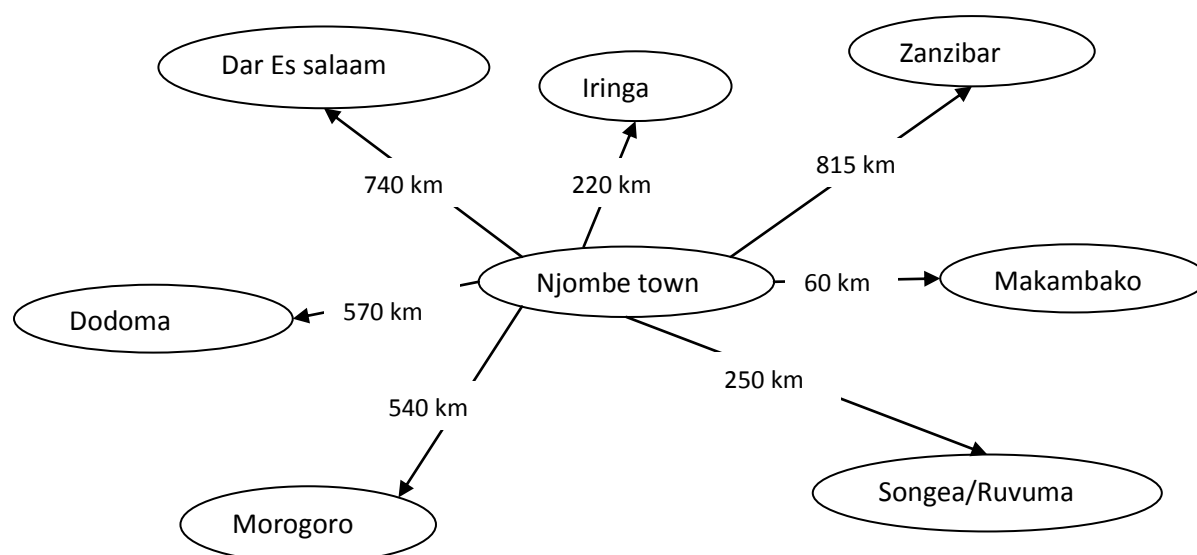 Zanzibar
Dar Es salaam
Iringa
815 km
740 km
220 km
Njombe town
60 km
Makambako
570 km
Dodoma
250 km
540 km
Songea/Ruvuma
Morogoro